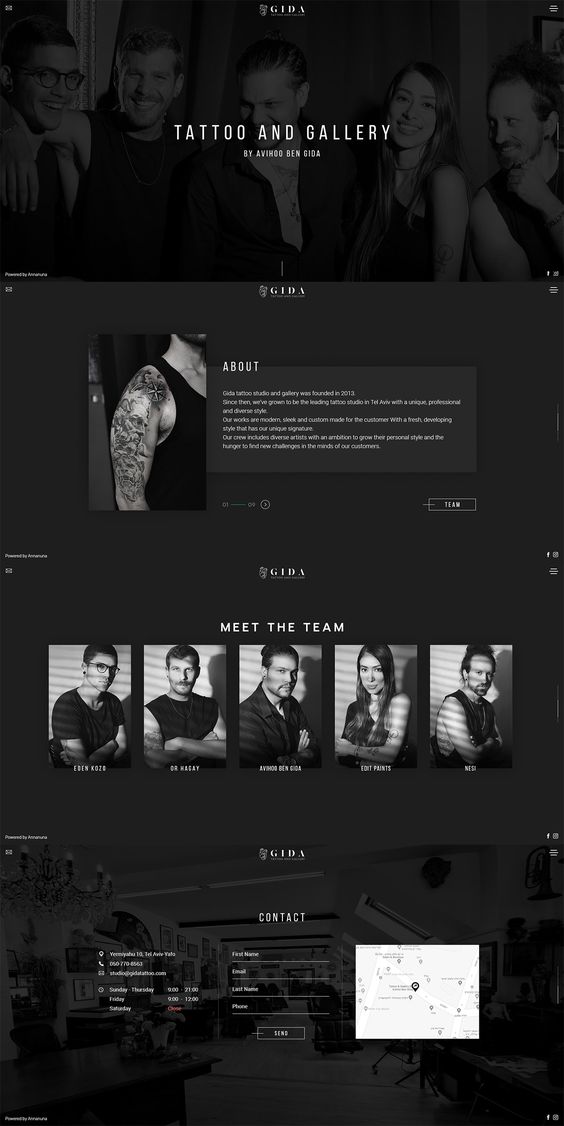 GIDA
TATTOO AND GALLERY
TATTOO AND GALLERY
BY AVIHOO BEN GIDA
Powered by Annanuna
GIDA
TATTOO AND GALLERY
ABOUT
Gida tattoo studio and gallery was founded in 2013.
Since then, we've grown to be the leading tattoo studio in Tel Aviv with a unique, professional
and diverse style.
Our works are modern, sleek and custom made for the customer With a fresh, developing
style that has our unique signature.
Our crew includes diverse artists with an ambition to grow their personal style and the
hunger to find new challenges in the minds of our customers.
01 09
TEAM
Powered by Annanuna
GIDA
TATTOO AND GALLERY
MEET THE TEAM
EDEN KOZO
OR HAGAY
AVIHOO BEN GIDA
EDIT PAINTS
NESI
Powered by Annanuna
GIDA
TATTOO AND GALLERY
CONTACT
Yermiyahu 10, Tel Aviv-Yafo
050-770-8563
studio@gidatattoo.com
Sunday - Thursday 9:00 - 21:00
Friday 9:00 - 12:00
Saturday Close
First Name
Email
Last Name
Phone
SEND
Powered by Annanuna